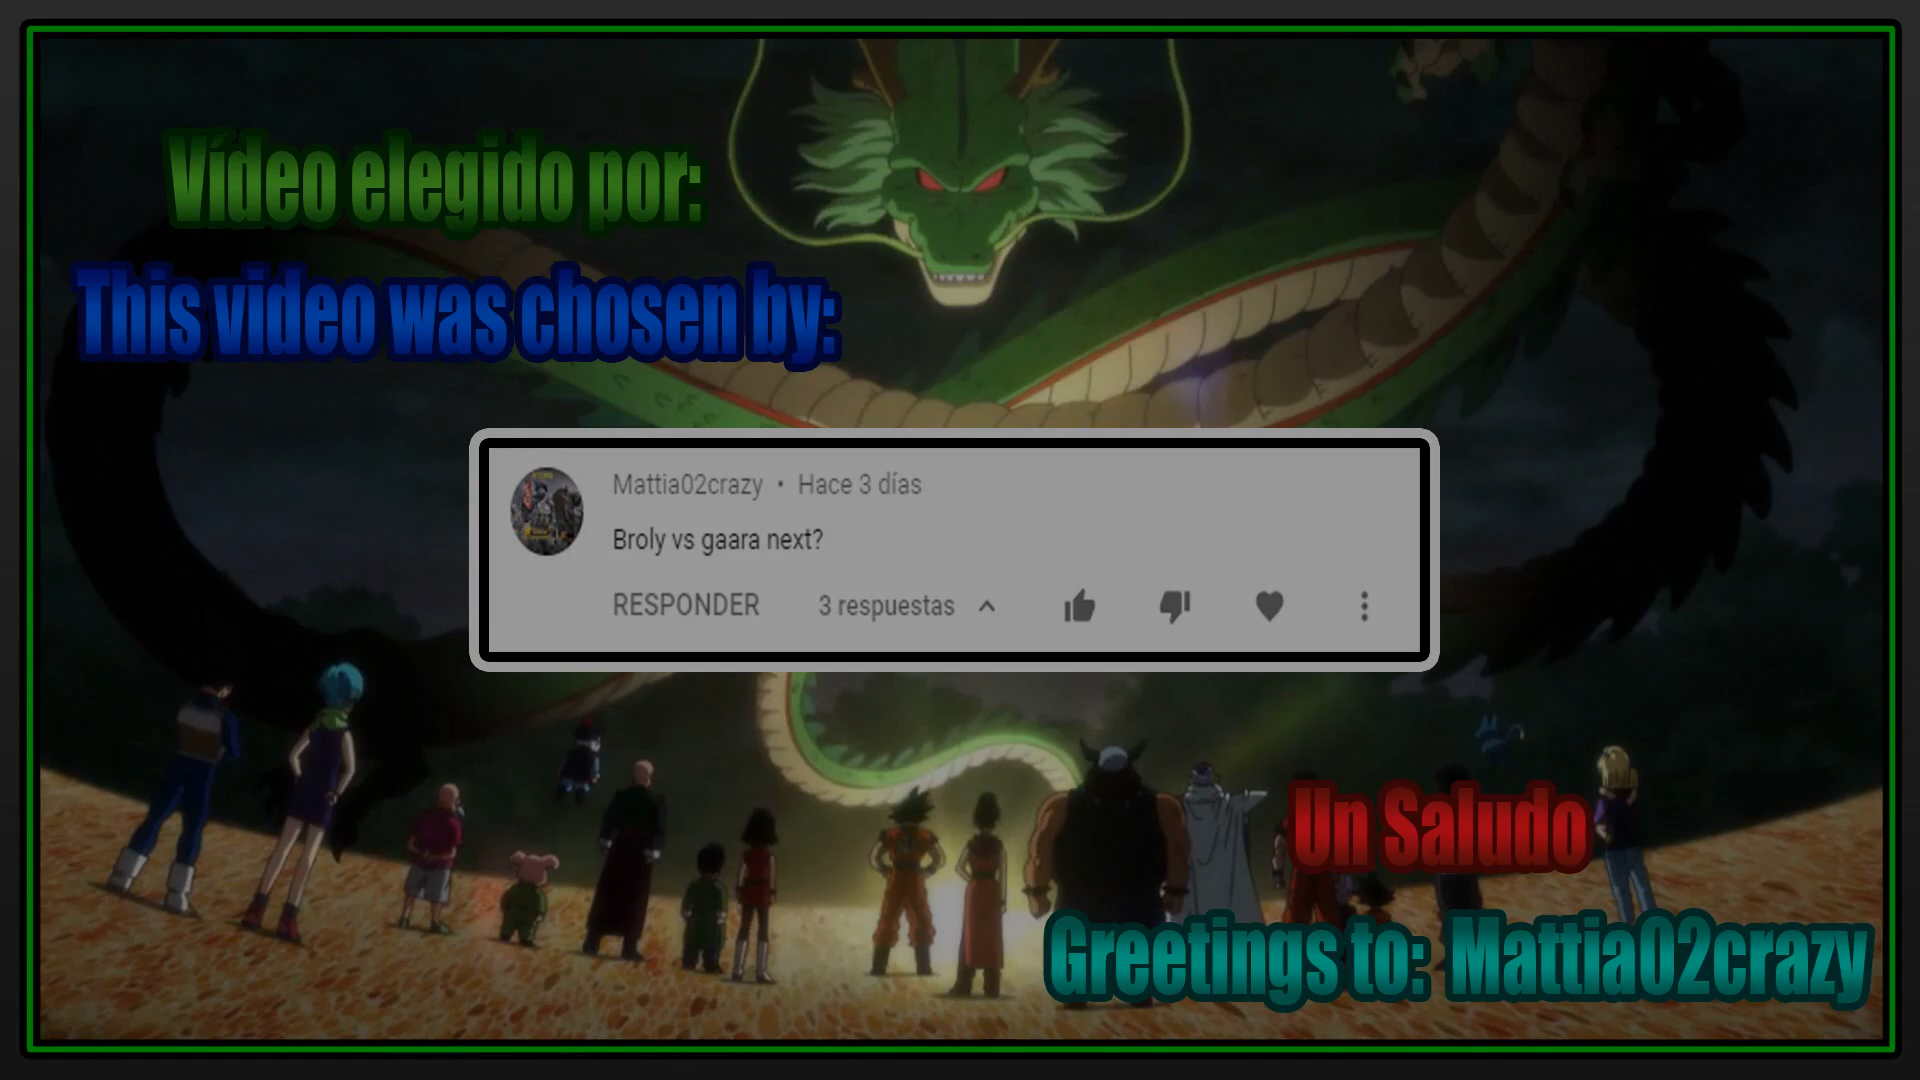 Vídeo elegido por:
This video was chosen by:
Mattia02crazy • Hace 3 días
Broly vs gaara next?
RESPONDER 3 respuestas
Un Saludo
Greetings to: Mattia02crazy